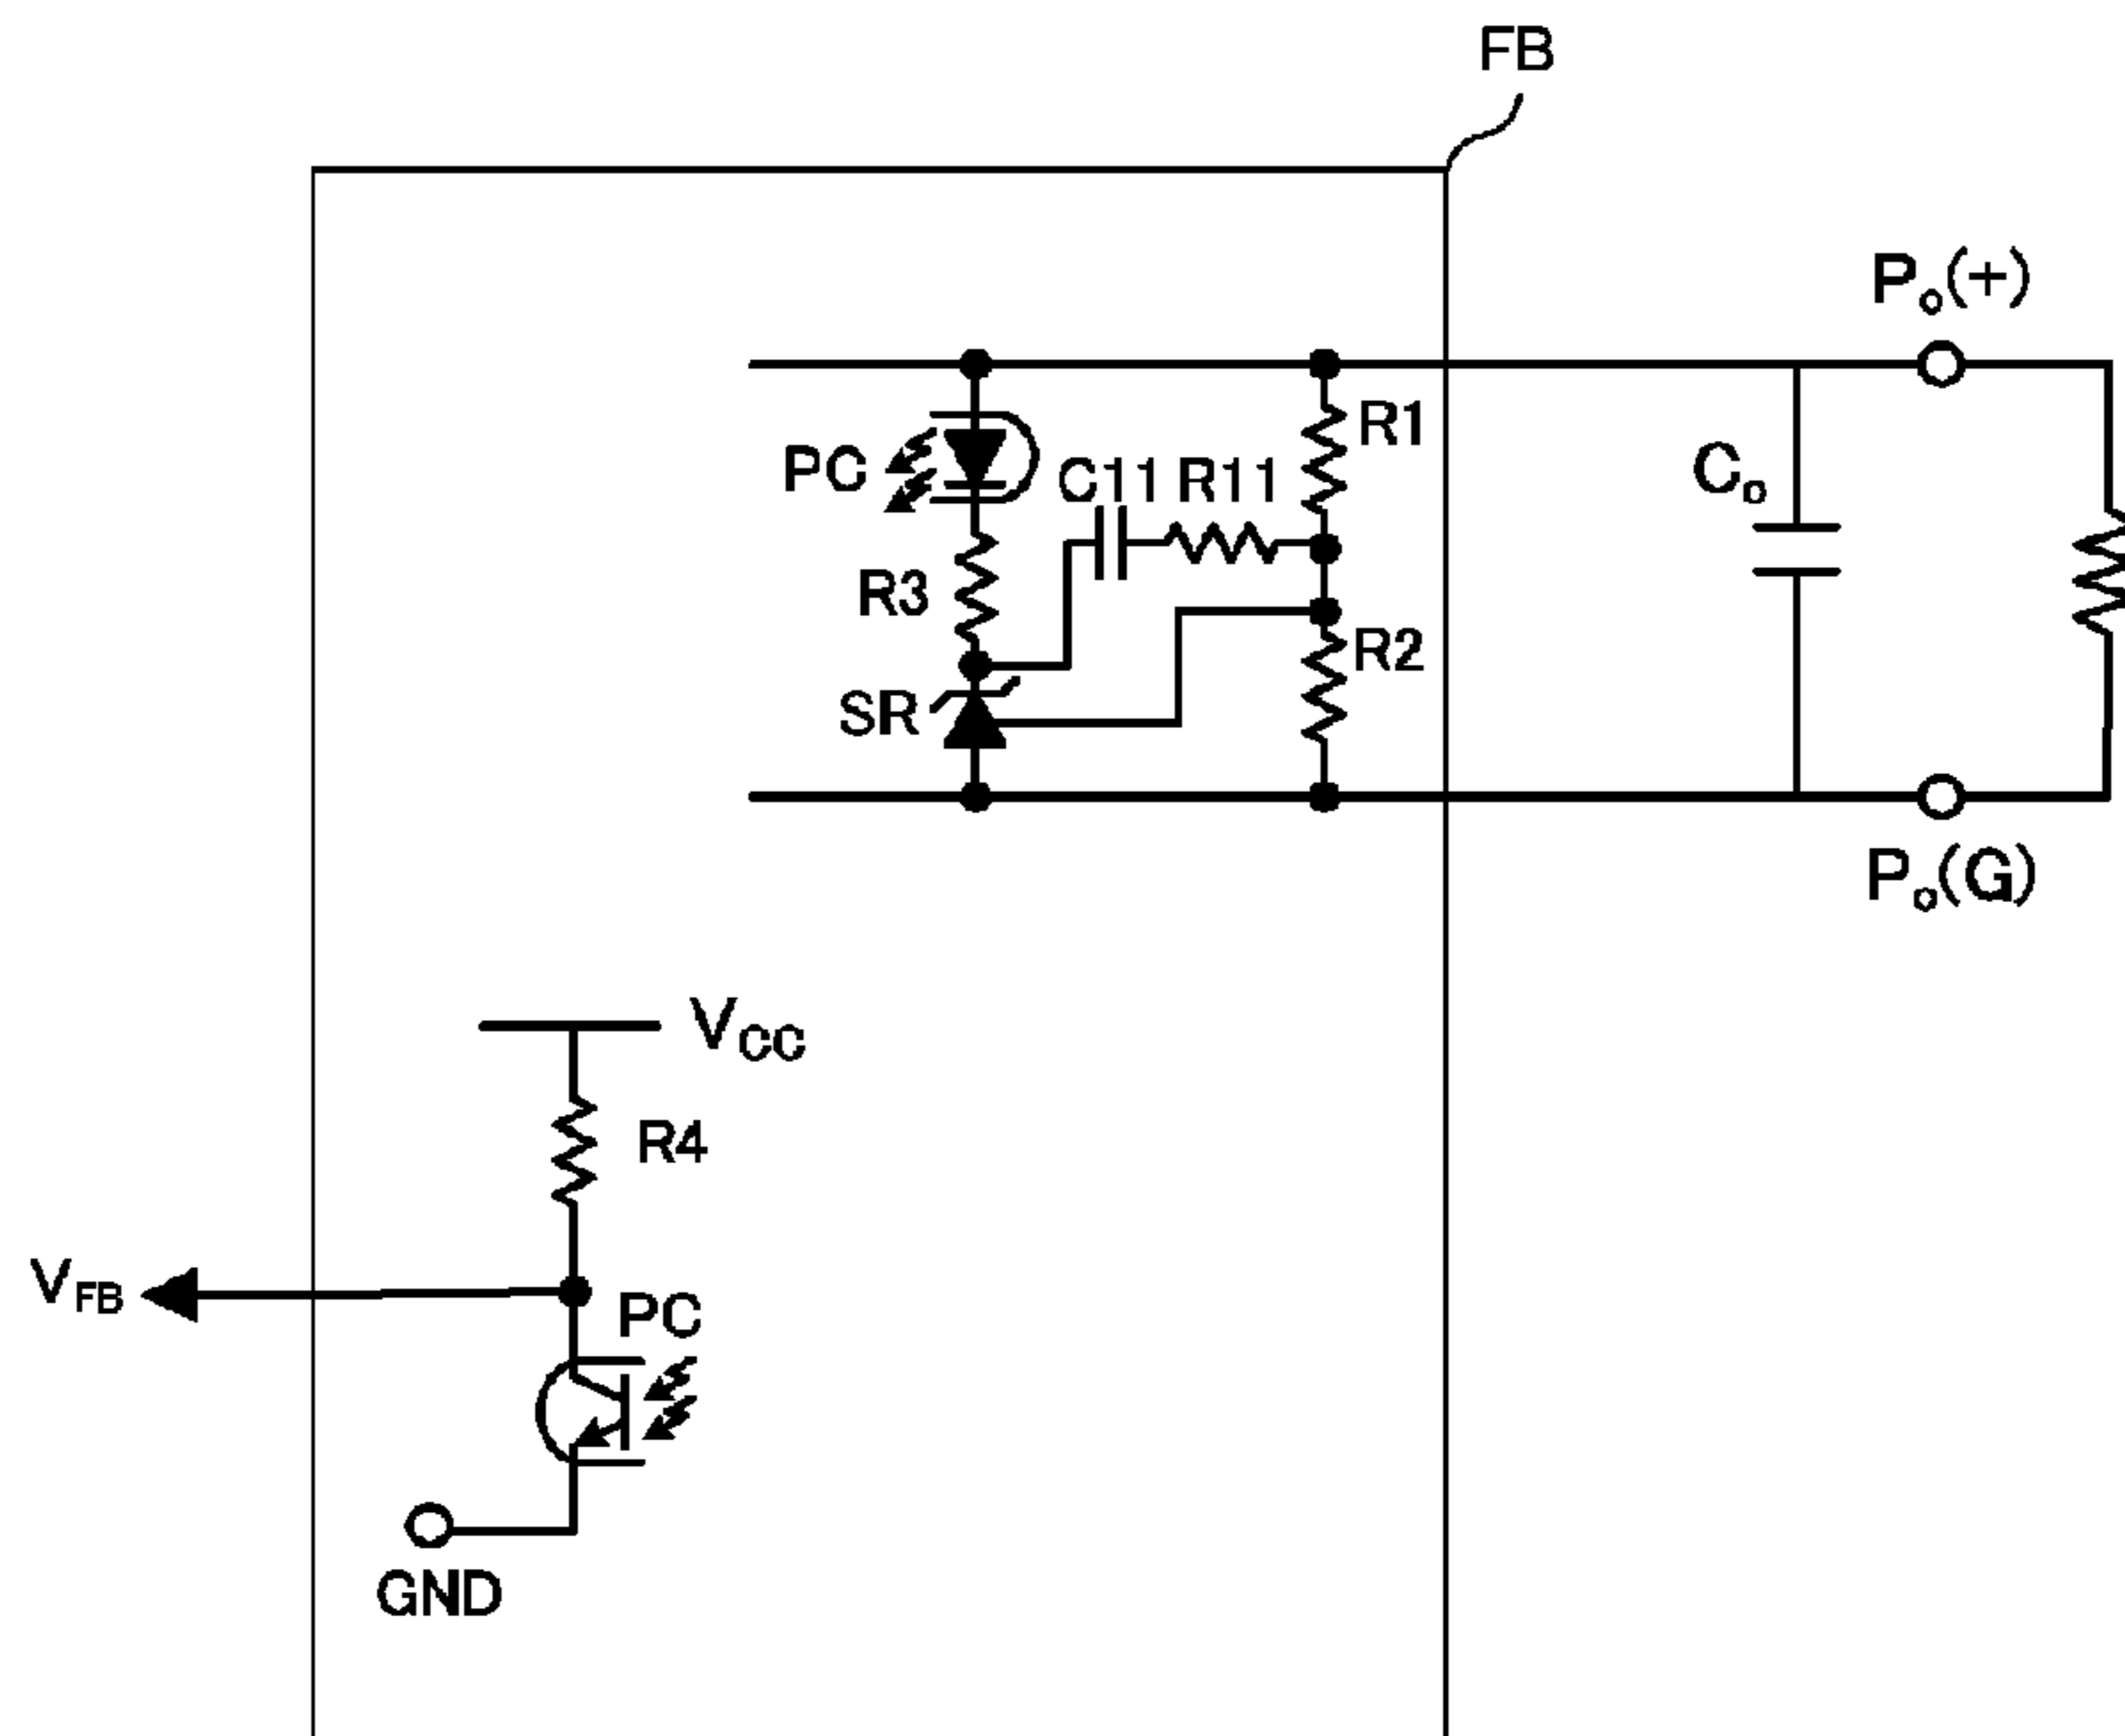 FB
Po(+)
R1
PC
C11 R11
Co
R3
R2
SR
Po(G)
VCC
R4
VFB
PC
GND